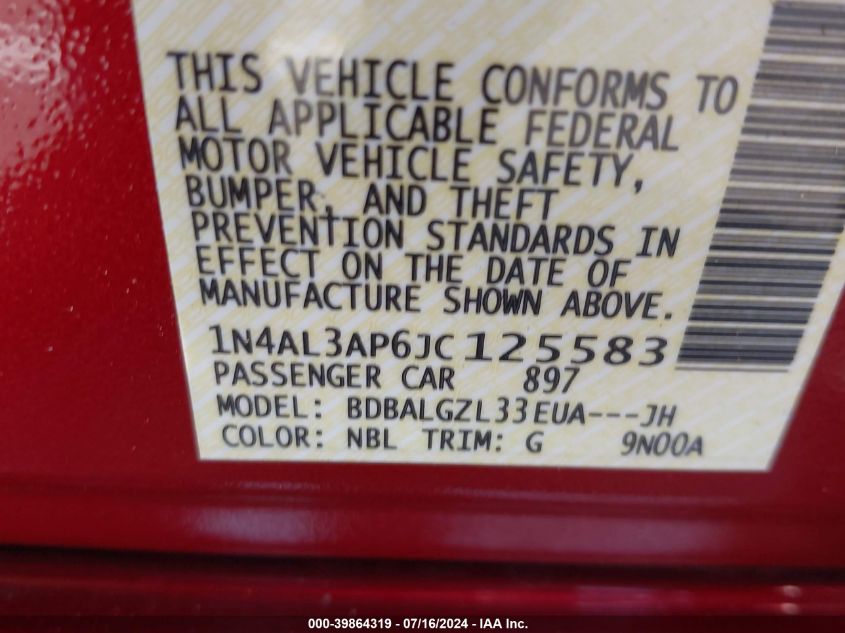 THIS VEHICLE CONFORMS TO
ALL APPLICABLE FEDERAL
MOTOR VEHICLE SAFETY,
BUMPER, AND THEFT
PREVENTION STANDARDS IN
EFFECT ON THE DATE OF
MANUFACTURE SHOWN ABOVE.
1N4AL3AP6JC125583
PASSENGER CAR 897
MODEL: BDBALGZL33EUA---JH
COLOR: NBL TRIM: G 9N00A
000-39864319 - 07/16/2024 - IAA Inc.